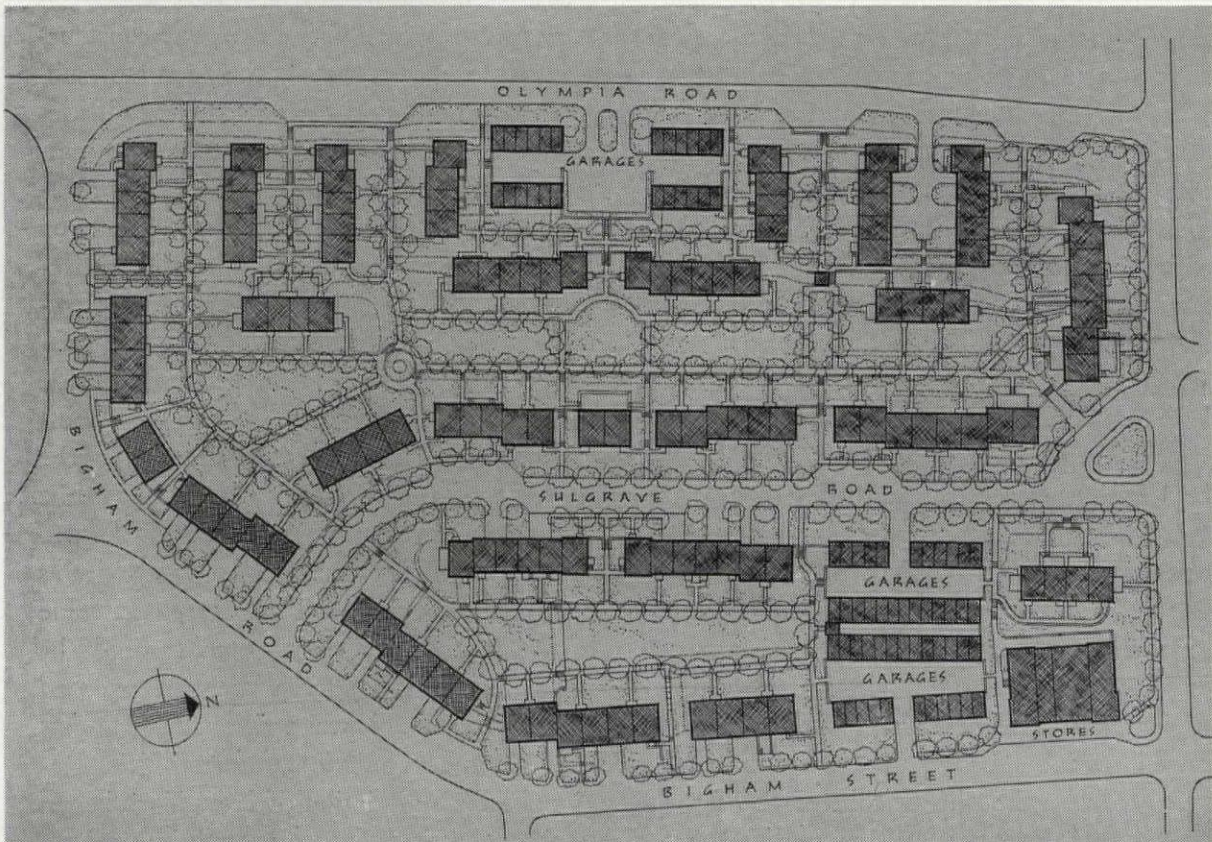 OLYMPIA ROAD
GARAGES
BIGHAM ROAD
SULGRAVE ROAD
GARAGES
N
GARAGES
STORES
BIGHAM STREET